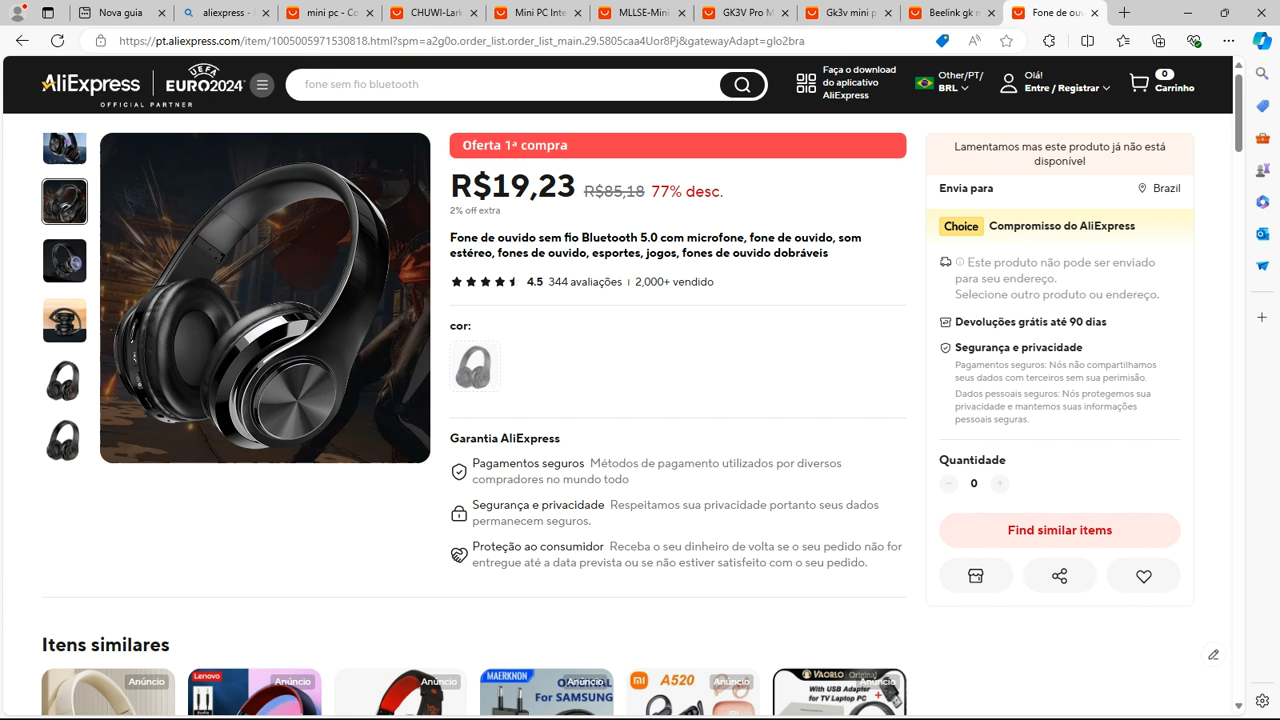 Nova guia
aliexpress -
mini pc - Co
CHUWI-Lark
Mini PC Inte
MLLSE-Mini
GK3V Pro M
Gk3v mini p
Beelink gk n
Fone de ouv
https://pt.aliexpress.com/item/1005005971530818.html?spm=a2g0o.order_list.order_list_main.29.5805caa4Uor8Pj&gatewayAdapt=glo2bra
AliExpress
UEFA
EURO2024
OFFICIAL PARTNER
fone sem fio bluetooth
Faça o download
do aplicativo
AliExpress
Other/PT/
BRL
Olá!
Entre / Registrar
0
Carrinho
Oferta 1ª compra
R$19,23 R$85,18 77% desc.
2% off extra
Fone de ouvido sem fio Bluetooth 5.0 com microfone, fone de ouvido, som
estéreo, fones de ouvido, esportes, jogos, fones de ouvido dobráveis
4.5 344 avaliações | 2,000+ vendido
cor:
Garantia AliExpress
Pagamentos seguros Métodos de pagamento utilizados por diversos
compradores no mundo todo
Segurança e privacidade Respeitamos sua privacidade portanto seus dados
permanecem seguros.
Proteção ao consumidor Receba o seu dinheiro de volta se o seu pedido não for
entregue até a data prevista ou se não estiver satisfeito com o seu pedido.
Lamentamos mas este produto já não está
disponível
Envia para Brazil
Choice Compromisso do AliExpress
Este produto não pode ser enviado
para seu endereço.
Selecione outro produto ou endereço.
Devoluções grátis até 90 dias
Segurança e privacidade
Pagamentos seguros: Nós não compartilhamos
seus dados com terceiros sem sua perimisão.
Dados pessoais seguros: Nós protegemos sua
privacidade e mantemos suas informações
pessoais seguras.
Quantidade
0
Find similar items
Itens similares
Anúncio
Lenovo Anúncio
Anúncio
MAERKNON Anúncio
For SAMSUNG
mi A520 Anúncio
VAORLO Original Anúncio
With USB Adapter
for TV Laptop PC